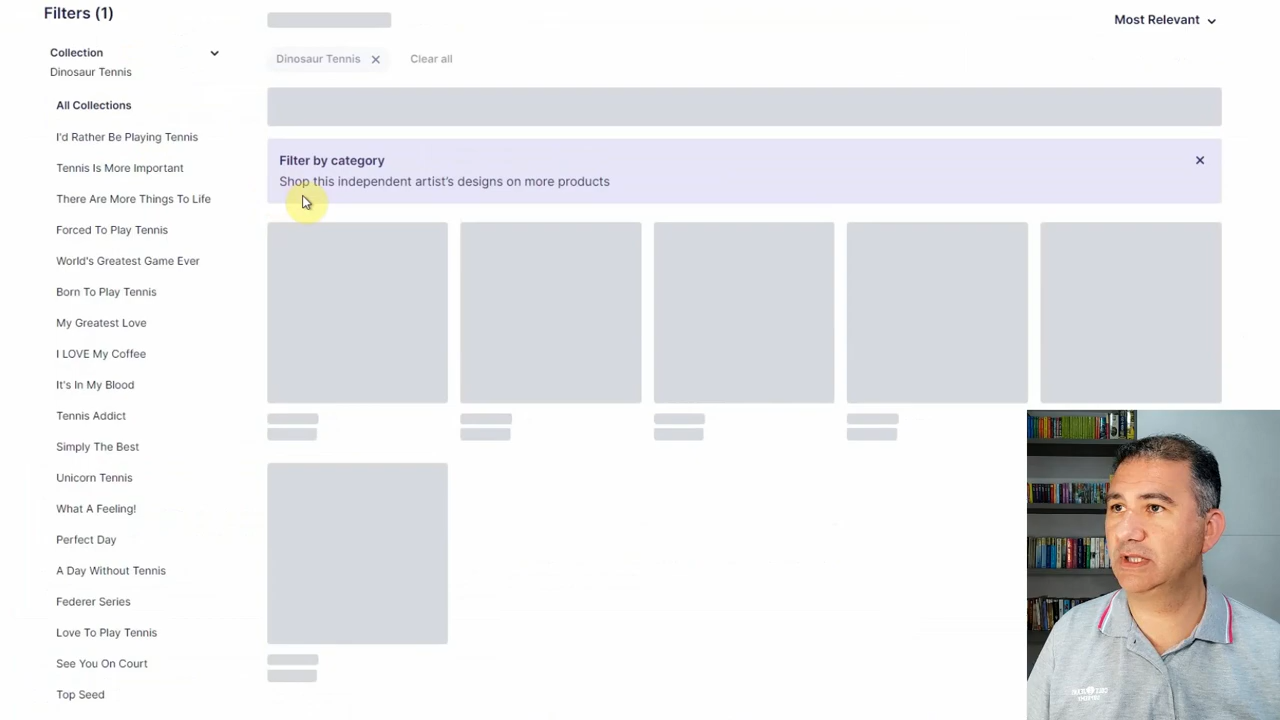 Filters (1)
Most Relevant
Collection
Dinosaur Tennis
Dinosaur Tennis
Clear all
All Collections
I'd Rather Be Playing Tennis
Tennis Is More Important
There Are More Things To Life
Forced To Play Tennis
World's Greatest Game Ever
Born To Play Tennis
My Greatest Love
I LOVE My Coffee
It's In My Blood
Tennis Addict
Simply The Best
Unicorn Tennis
What A Feeling!
Perfect Day
A Day Without Tennis
Federer Series
Love To Play Tennis
See You On Court
Top Seed
Filter by category
Shop this independent artist's designs on more products